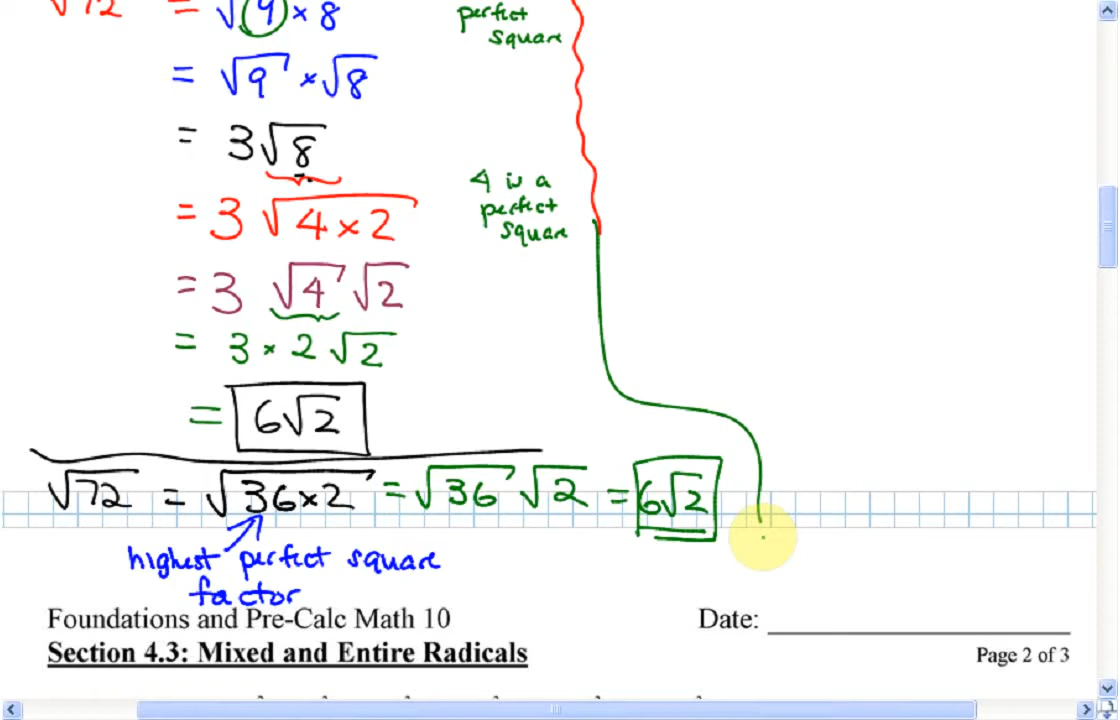 √72 = √9 × 8
perfect
square
= √9 × √8
= 3√8
4 is a
perfect
square
= 3 √4 × 2
= 3 √4 √2
= 3 × 2 √2
= 6√2
√72 = √36 × 2 = √36 √2 = 6√2
highest perfect square
factor
Foundations and Pre-Calc Math 10 Date:
Section 4.3: Mixed and Entire Radicals Page 2 of 3